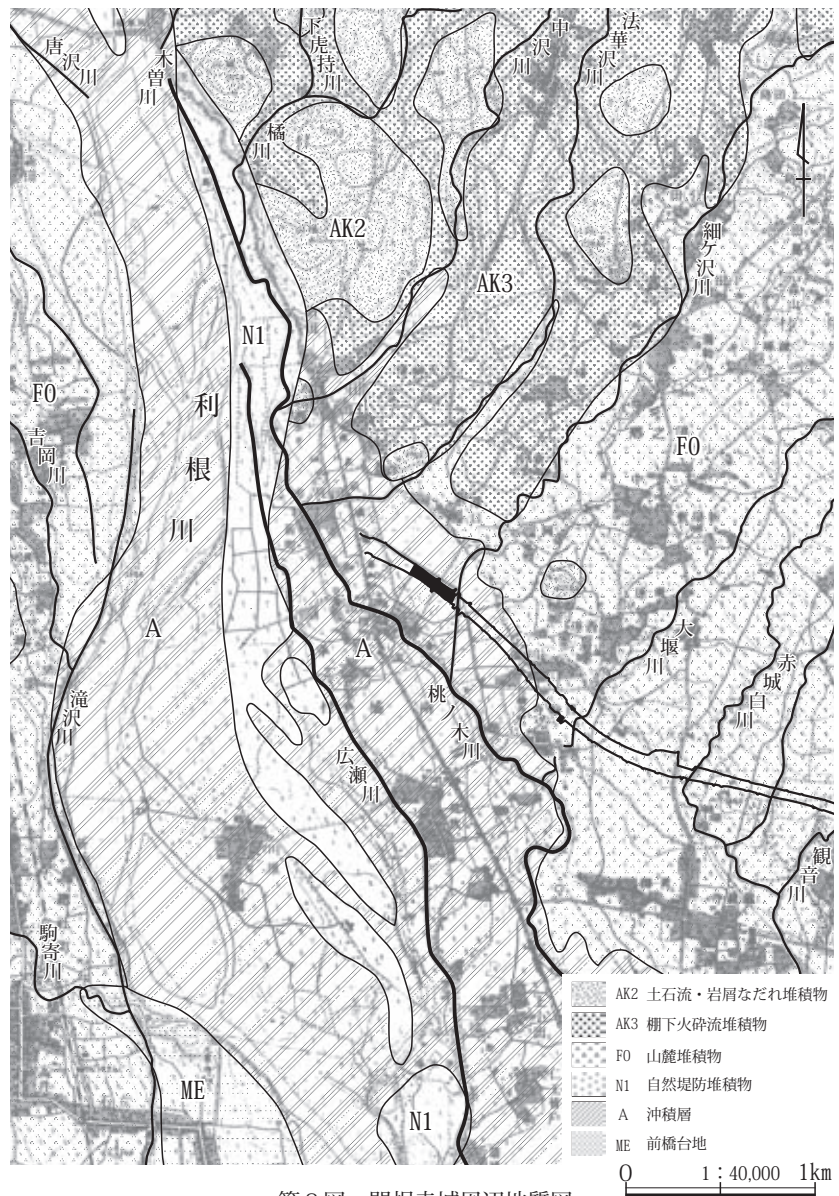 唐沢川
木曽川
下虎持川
中沢川
法華沢川
橘川
AK2
細ケ沢川
AK3
N1
FO
利根川
吉岡川
FO
A
A
大堰川
赤城白川
桃ノ木川
滝沢川
広瀬川
観音川
駒寄川
ME
N1
AK2 土石流・岩屑なだれ堆積物
AK3 棚下火砕流堆積物
FO 山麓堆積物
N1 自然堤防堆積物
A 沖積層
ME 前橋台地
0 1：40,000 1km